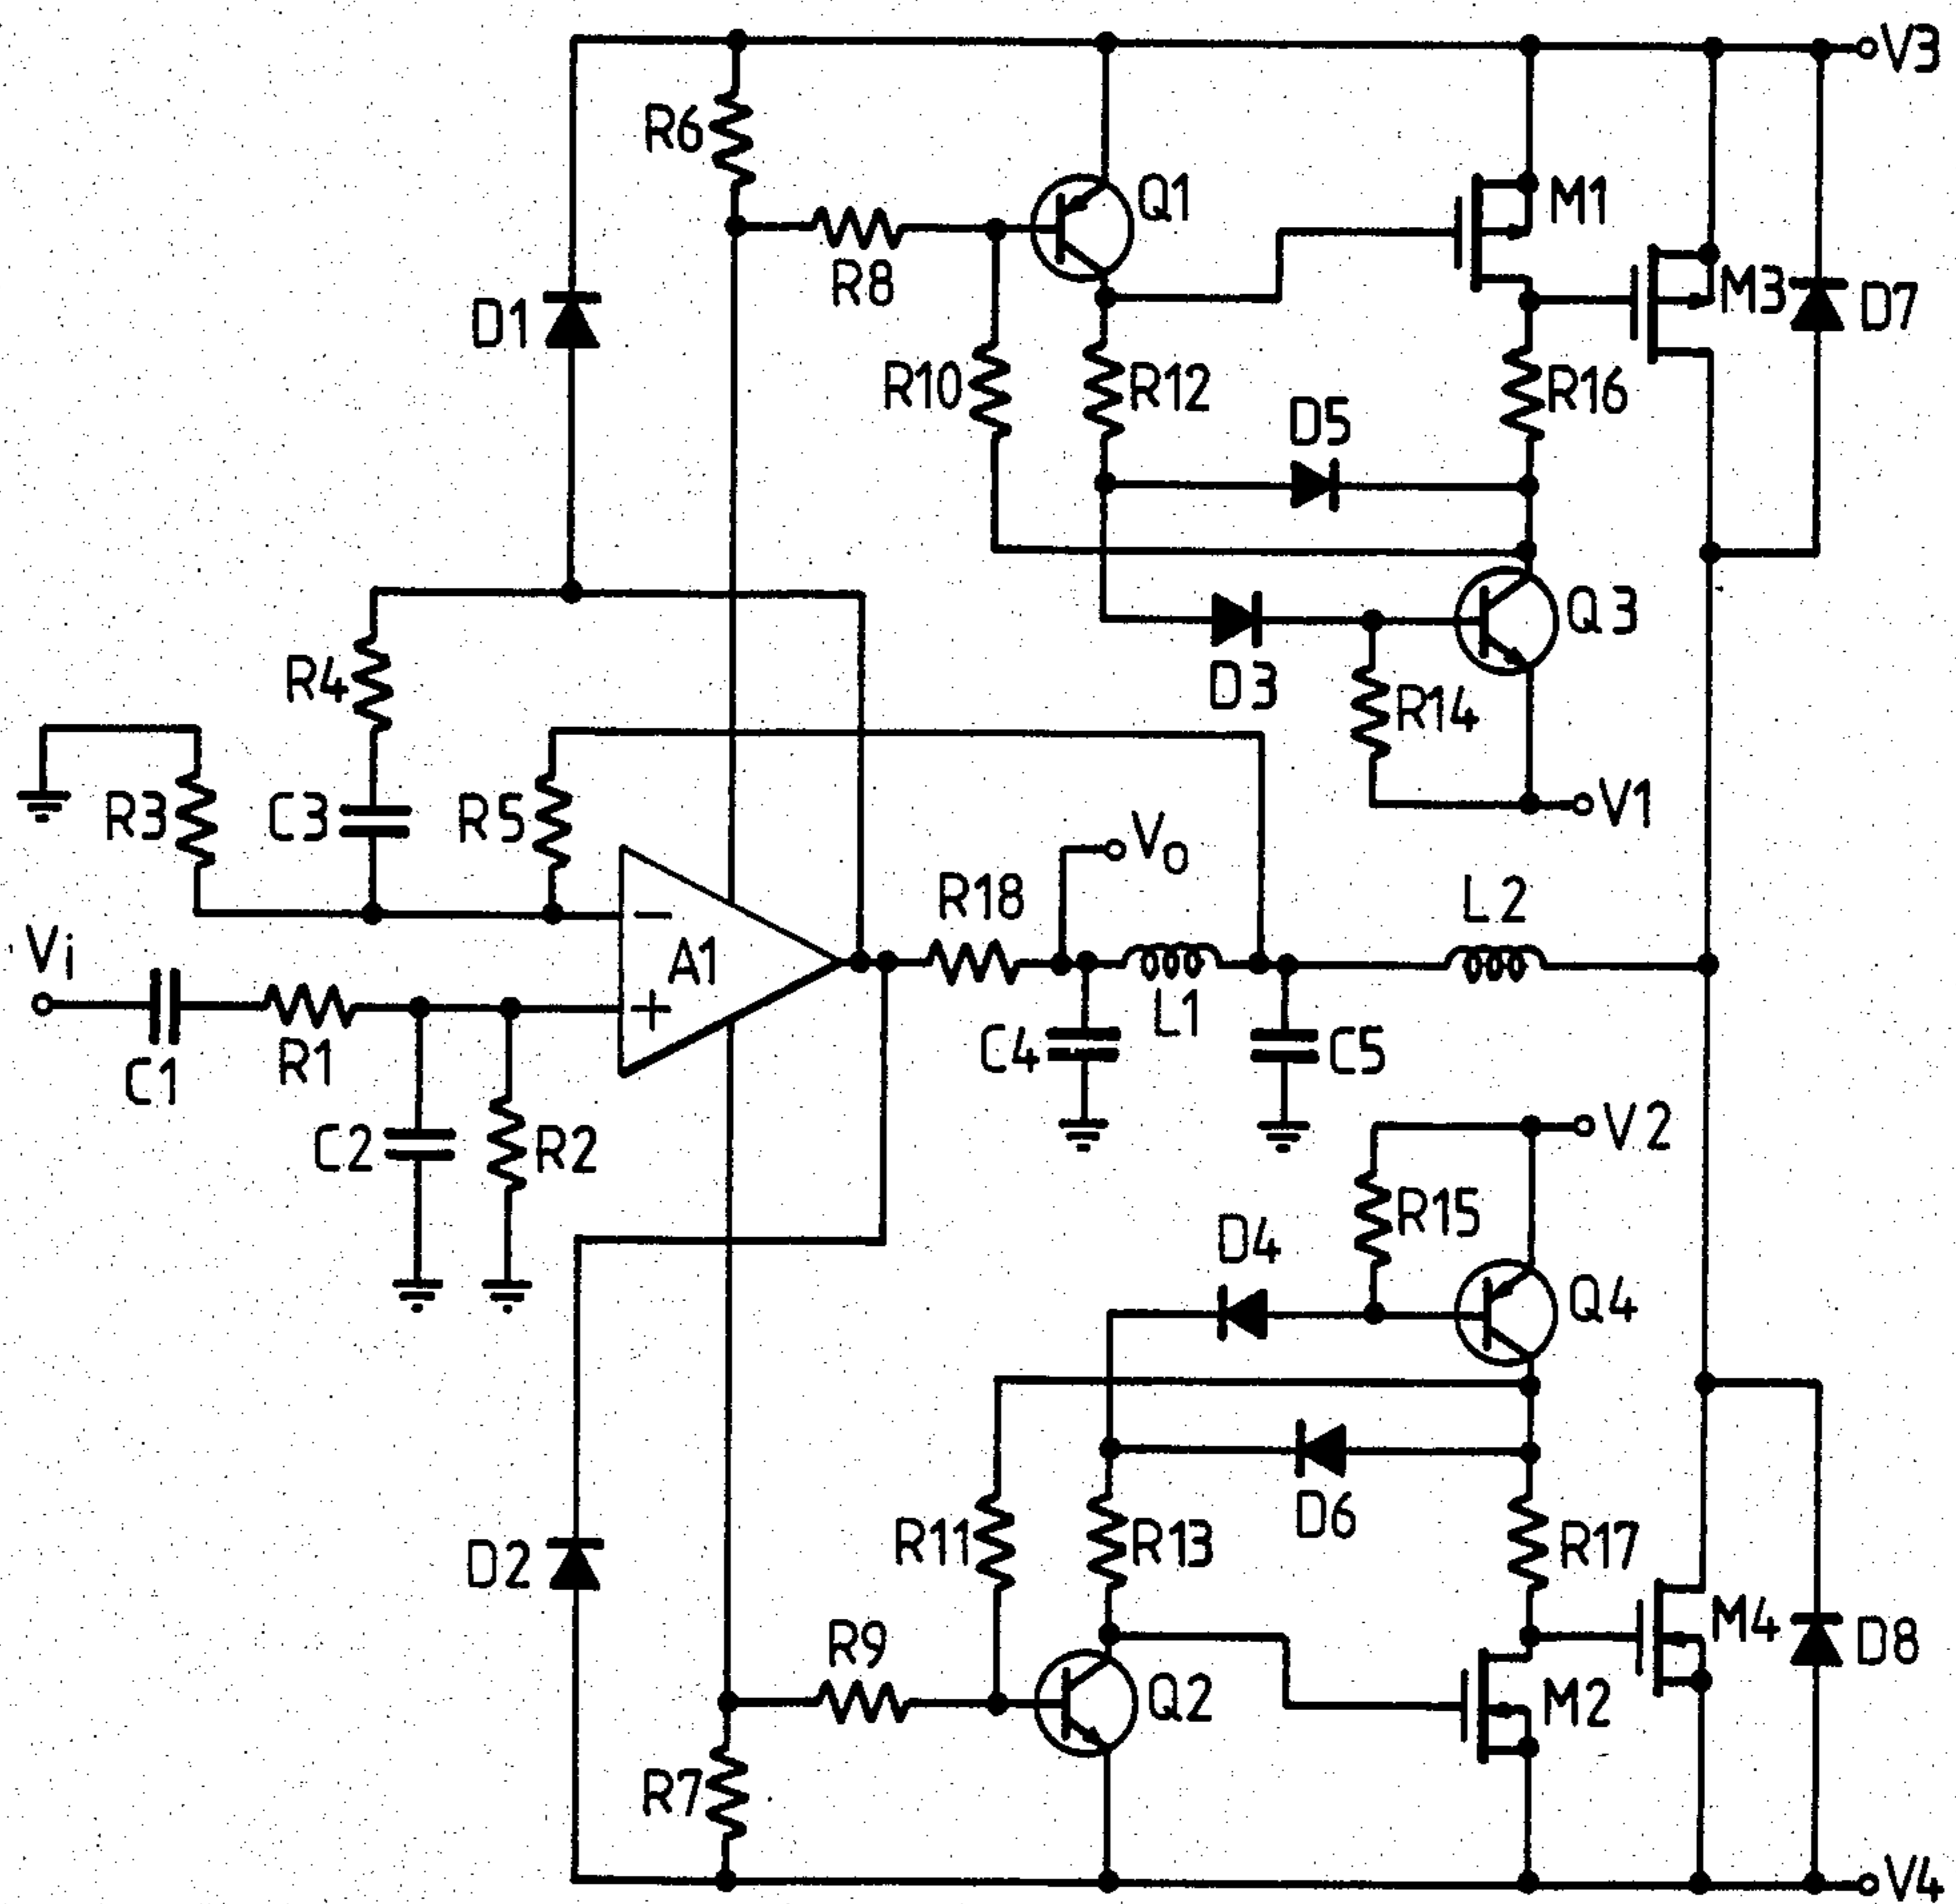 V3
R6
Q1
M1
R8
M3
D7
D1
R10
R12
R16
D5
Q3
R4
D3
R14
V1
R3
C3
R5
Vo
R18
L2
−
Vi
A1
+
L1
C1
R1
C4
C5
C2
R2
V2
R15
D4
Q4
D6
R11
R13
R17
D2
R9
M4
D8
Q2
M2
R7
V4